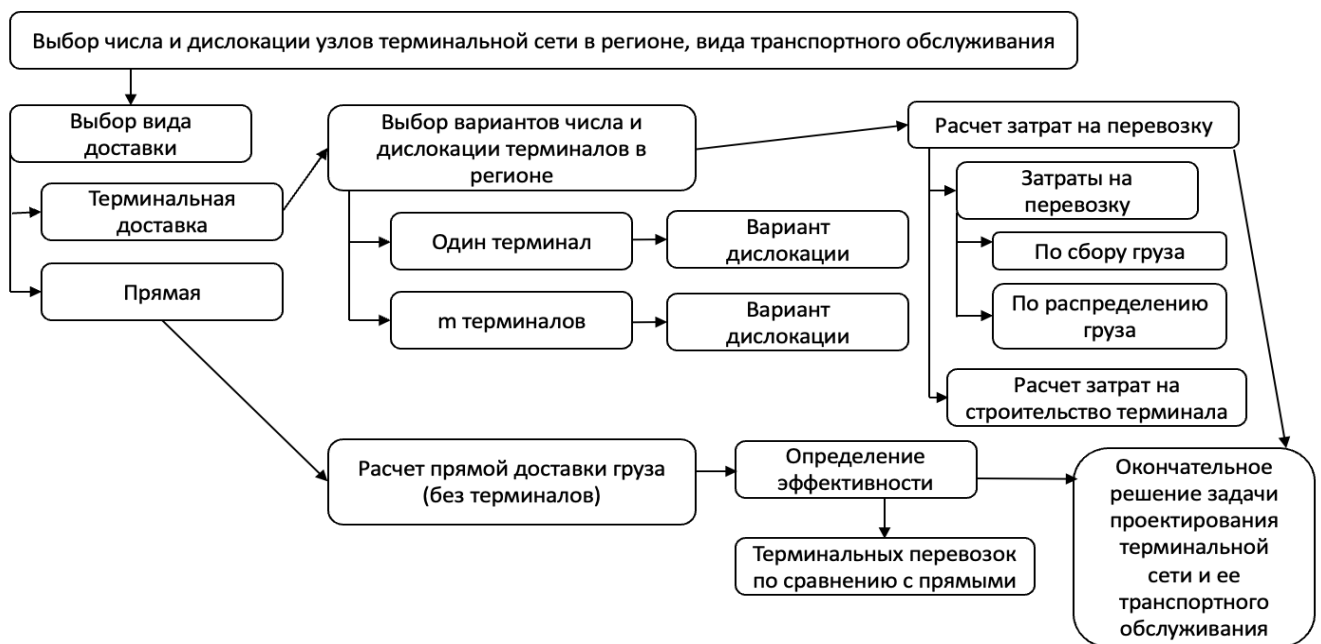 Выбор числа и дислокации узлов терминальной сети в регионе, вида транспортного обслуживания
Выбор вида
доставки
Терминальная
доставка
Прямая
Выбор вариантов числа и
дислокации терминалов в
регионе
Один терминал
Вариант
дислокации
m терминалов
Вариант
дислокации
Расчет затрат на перевозку
Затраты на
перевозку
По сбору груза
По распределению
груза
Расчет затрат на
строительство терминала
Расчет прямой доставки груза
(без терминалов)
Определение
эффективности
Терминальных перевозок
по сравнению с прямыми
Окончательное
решение задачи
проектирования
терминальной
сети и ее
транспортного
обслуживания